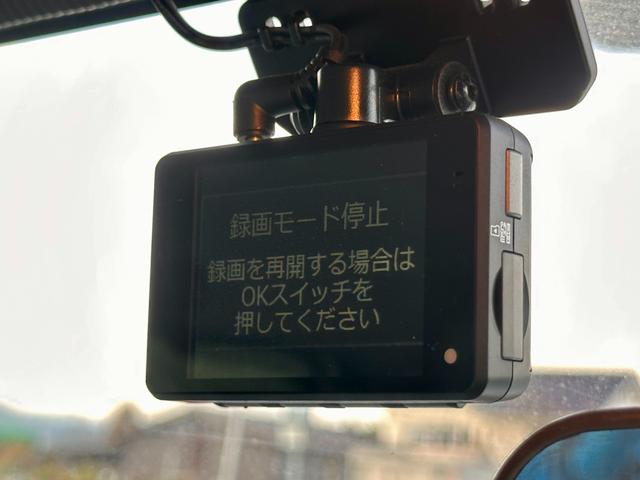 録画モード停止
録画を再開する場合は
OKスイッチを
押してください